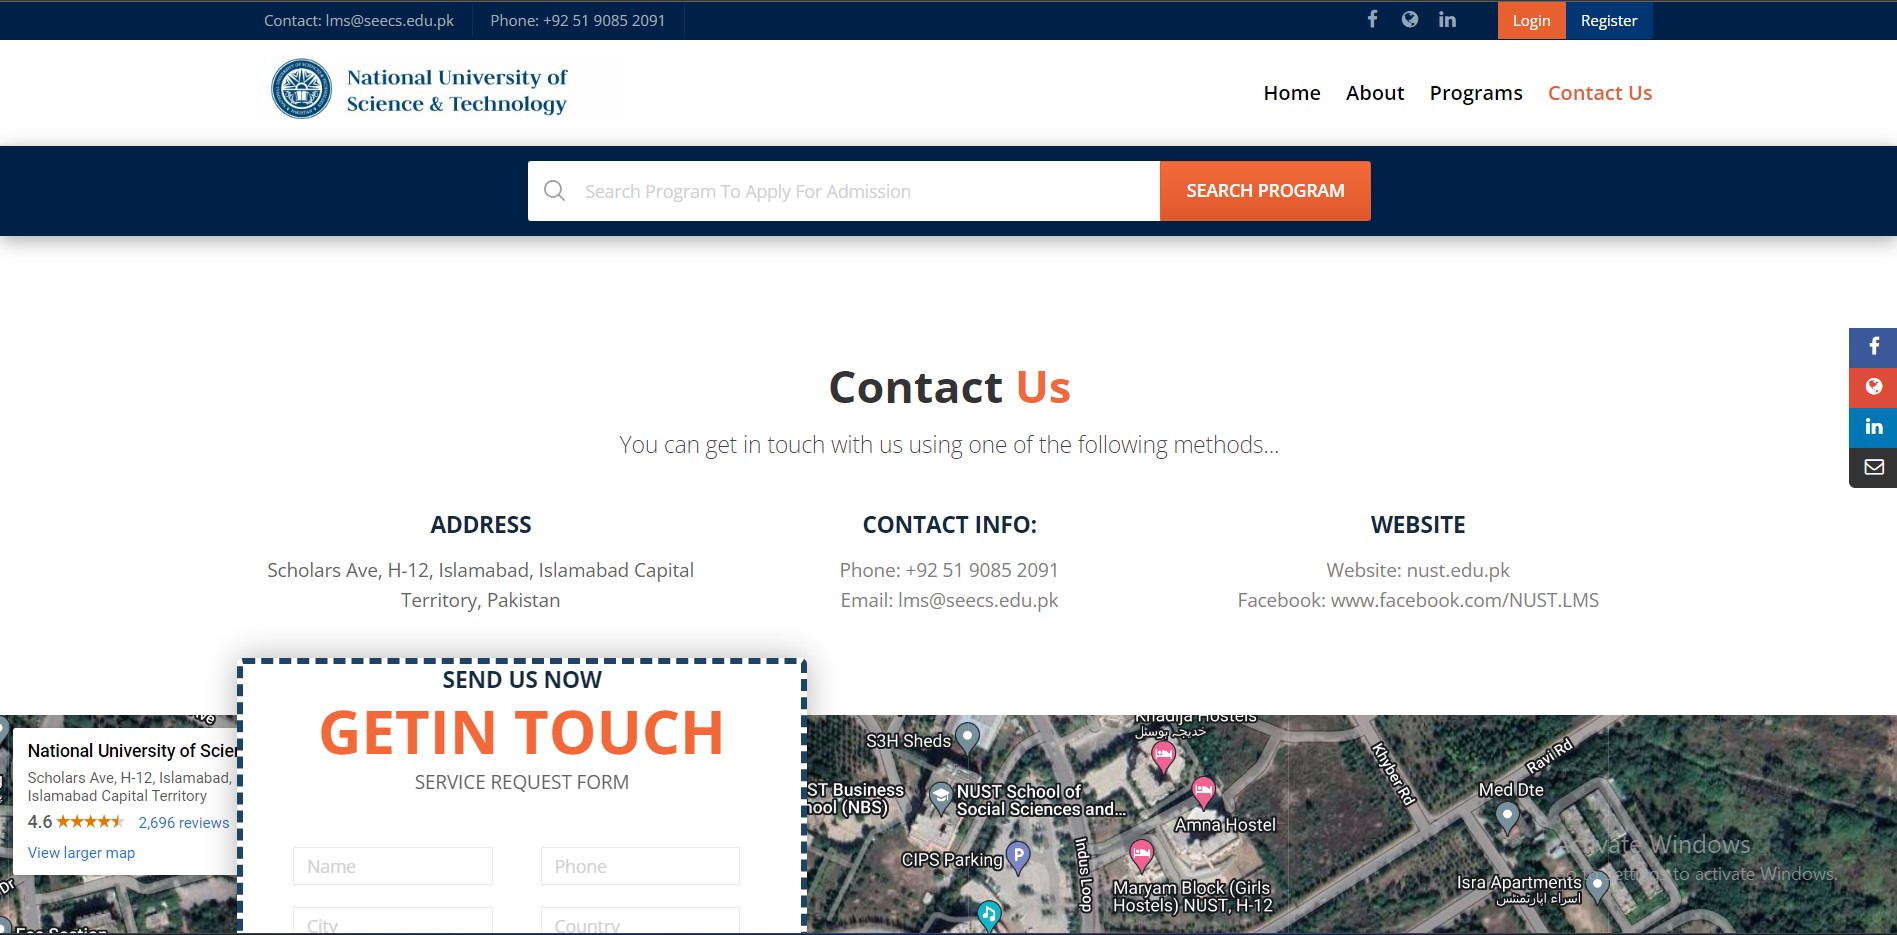 Contact: lms@seecs.edu.pk
Phone: +92 51 9085 2091
Login
Register
National University of
Science & Technology
Home
About
Programs
Contact Us
Search Program To Apply For Admission
SEARCH PROGRAM
Contact Us
You can get in touch with us using one of the following methods...
ADDRESS
Scholars Ave, H-12, Islamabad, Islamabad Capital
Territory, Pakistan
CONTACT INFO:
Phone: +92 51 9085 2091
Email: lms@seecs.edu.pk
WEBSITE
Website: nust.edu.pk
Facebook: www.facebook.com/NUST.LMS
SEND US NOW
GETIN TOUCH
SERVICE REQUEST FORM
Name
Phone
City
Country
National University of Scien
Scholars Ave, H-12, Islamabad,
Islamabad Capital Territory
4.6
2,696 reviews
View larger map
Dr
S3H Sheds
Khadija Hostels
خدیجہ ہوسٹل
ST Business
ool (NBS)
NUST School of
Social Sciences and...
Amna Hostel
CIPS Parking
P
Indus Loop
Maryam Block (Girls
Hostels) NUST, H-12
Khyber Rd
Ravi Rd
Med Dte
Isra Apartments
اسراء اپارٹمنٹس
Activate Windows
to activate Windows.